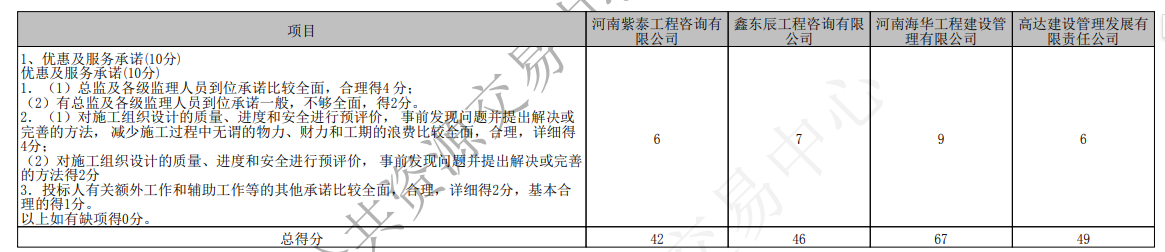 项目
河南紫泰工程咨询有限公司
鑫东辰工程咨询有限公司
河南海华工程建设管理有限公司
高达建设管理发展有限责任公司
1、优惠及服务承诺(10分)
优惠及服务承诺(10分)
1. （1）总监及各级监理人员到位承诺比较全面，合理得4 分；
（2）有总监及各级监理人员到位承诺一般，不够全面，得2分。
2. （1）对施工组织设计的质量、进度和安全进行预评价， 事前发现问题并提出解决或
完善的方法， 减少施工过程中无谓的物力、财力和工期的浪费比较全面，合理，详细得
4分；
（2）对施工组织设计的质量、进度和安全进行预评价， 事前发现问题并提出解决或完善
的方法得2分
3. 投标人有关额外工作和辅助工作等的其他承诺比较全面，合理，详细得2分，基本合
理的得1分。
以上如有缺项得0分。
6
7
9
6
总得分
42
46
67
49
共资源交易中
交易中心